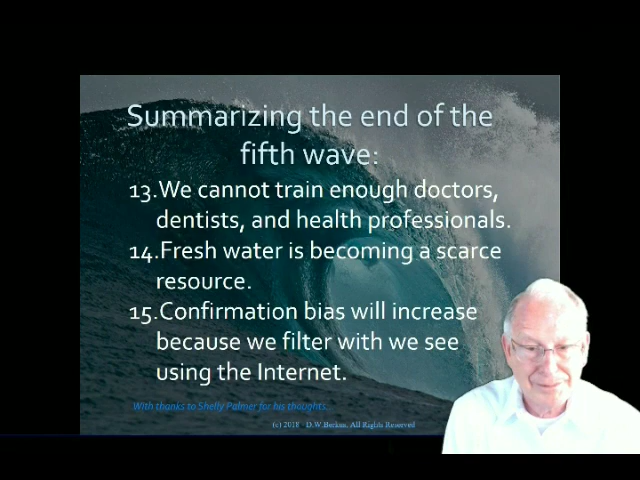 Summarizing the end of the
fifth wave:
13.We cannot train enough doctors,
dentists, and health professionals.
14.Fresh water is becoming a scarce
resource.
15.Confirmation bias will increase
because we filter with we see
using the Internet.
With thanks to Shelly Palmer for his thoughts.
(c) 2018 - D.W. All Rights Reserved